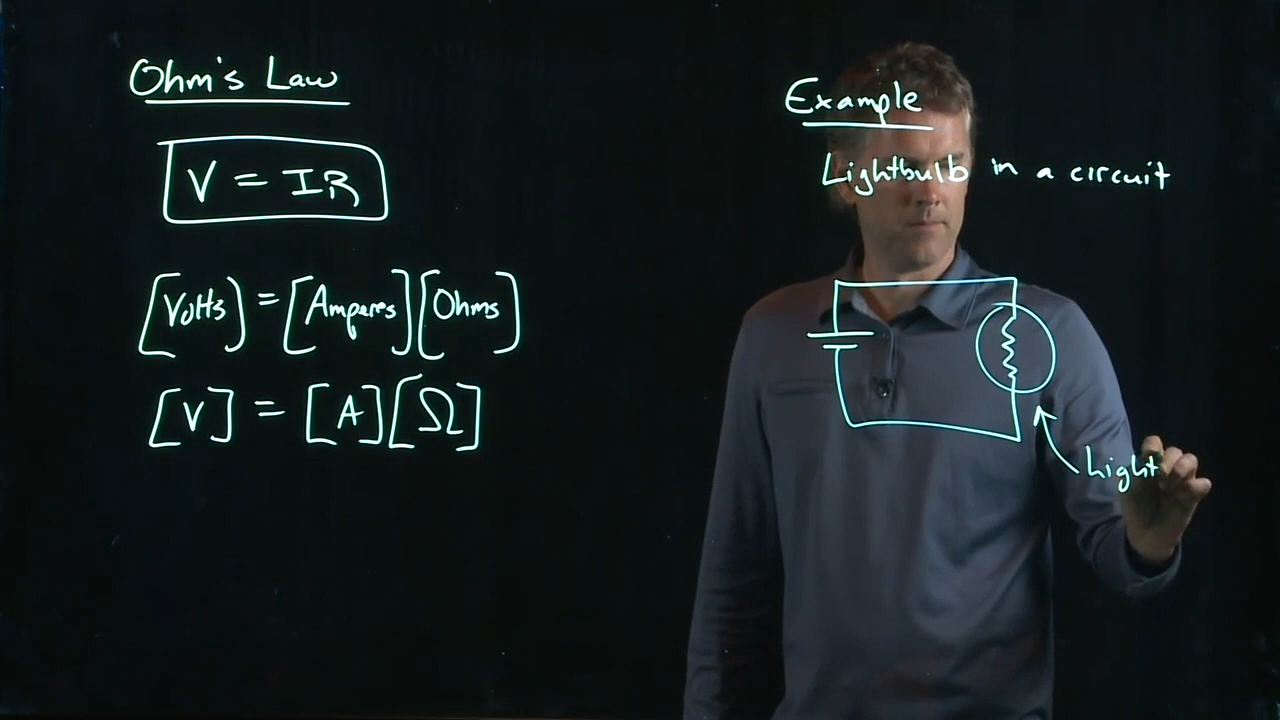 Ohm's Law
V = IR
[Volts] = [Amperes][Ohms]
[V] = [A][Ω]
Example
Lightbulb in a circuit
Light